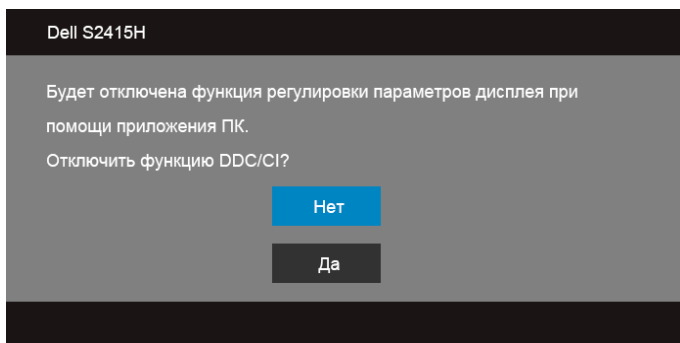 Dell S2415H
Будет отключена функция регулировки параметров дисплея при
помощи приложения ПК.
Отключить функцию DDC/CI?
Нет
Да